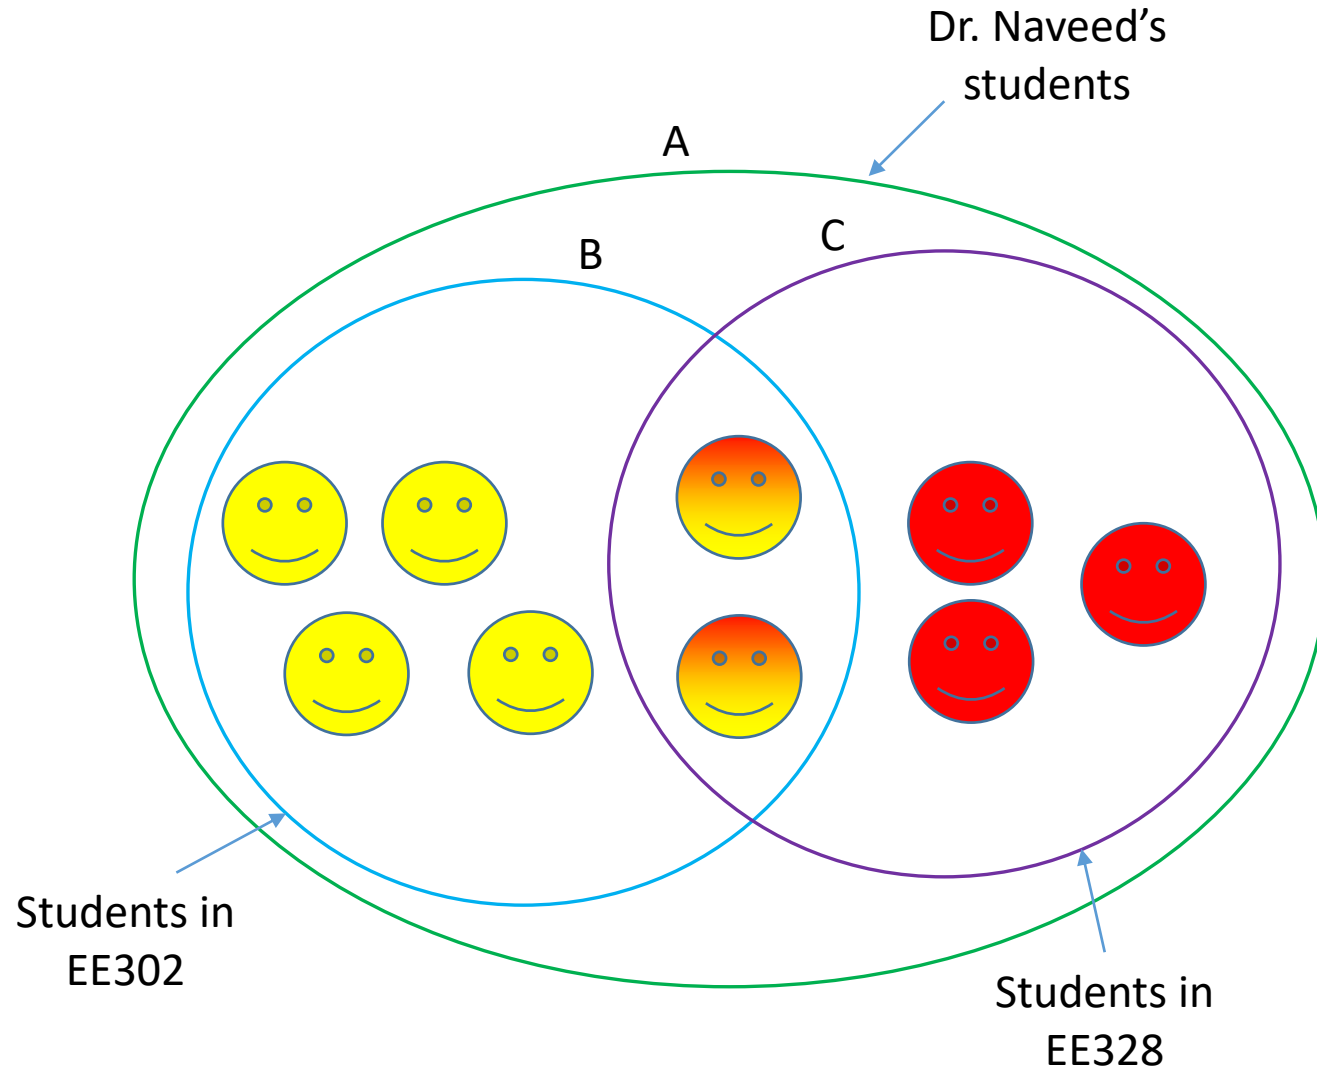 Dr. Naveed’s
students
A
B
C
Students in
EE302
Students in
EE328